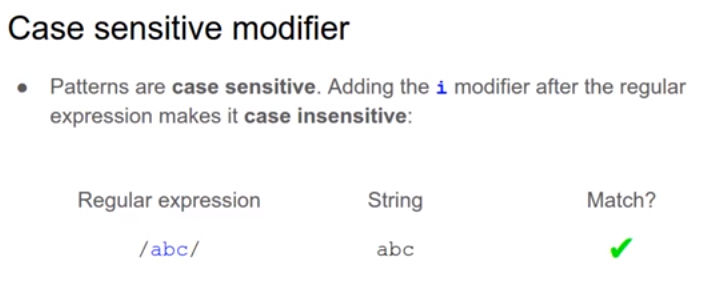 Case sensitive modifier
● Patterns are case sensitive. Adding the i modifier after the regular
expression makes it case insensitive:
Regular expression String Match?
/abc/ abc ✔